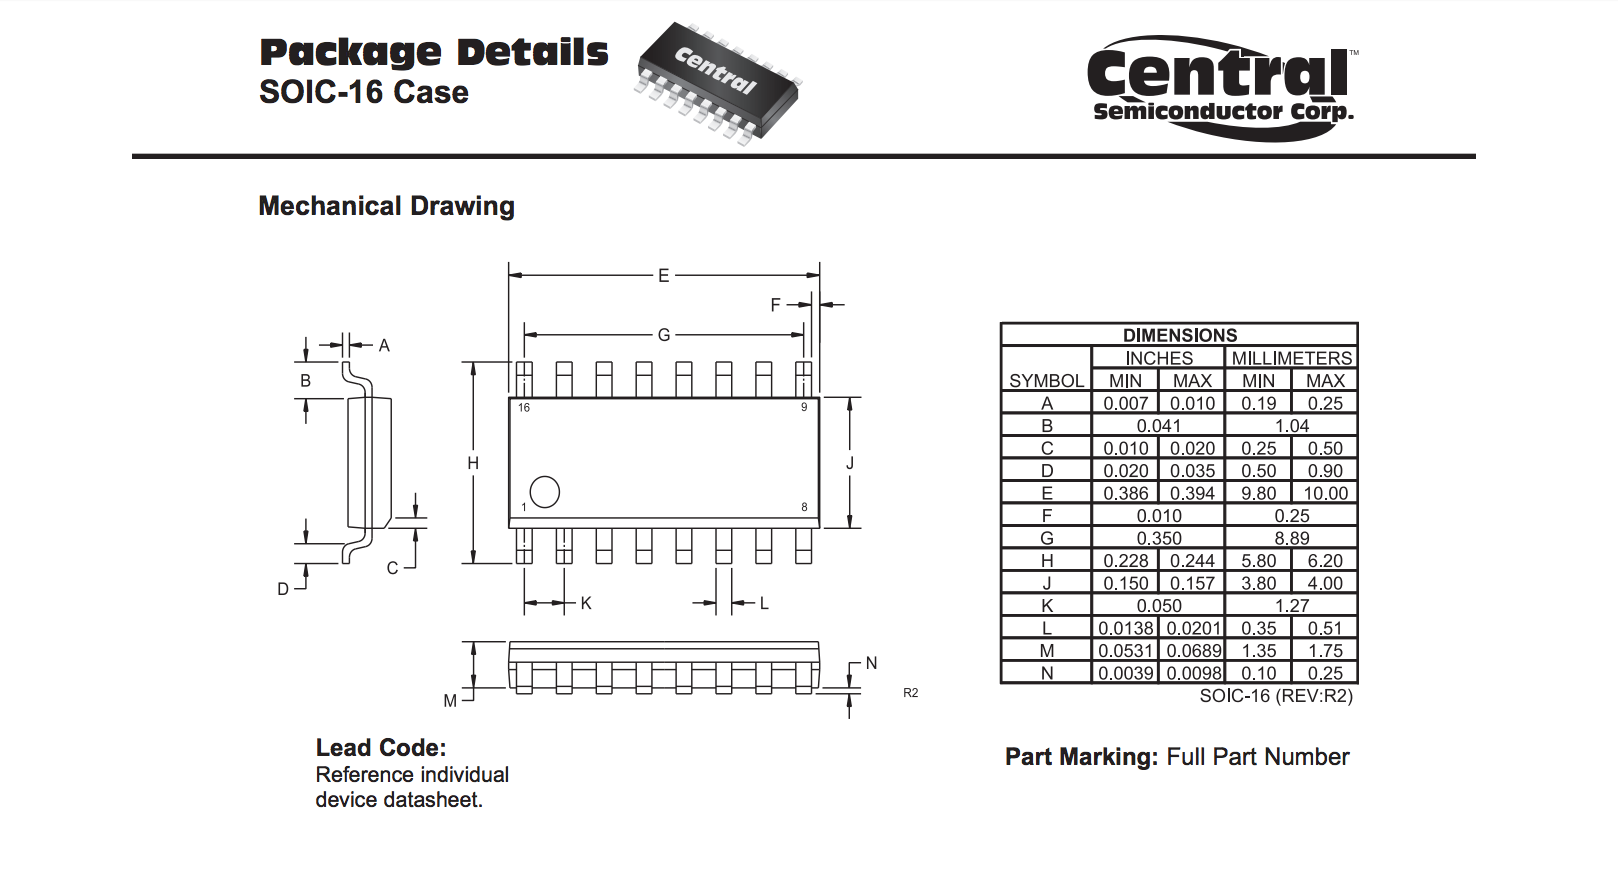 Package Details
SOIC-16 Case
Central
Central™
Semiconductor Corp.
Mechanical Drawing
E
F
G
A
B
16
9
H
J
1
8
C
D
K
L
N
M
R2
DIMENSIONS
INCHES MILLIMETERS
SYMBOL MIN MAX MIN MAX
A 0.007 0.010 0.19 0.25
B 0.041 1.04
C 0.010 0.020 0.25 0.50
D 0.020 0.035 0.50 0.90
E 0.386 0.394 9.80 10.00
F 0.010 0.25
G 0.350 8.89
H 0.228 0.244 5.80 6.20
J 0.150 0.157 3.80 4.00
K 0.050 1.27
L 0.0138 0.0201 0.35 0.51
M 0.0531 0.0689 1.35 1.75
N 0.0039 0.0098 0.10 0.25
SOIC-16 (REV:R2)
Lead Code:
Reference individual
device datasheet.
Part Marking: Full Part Number